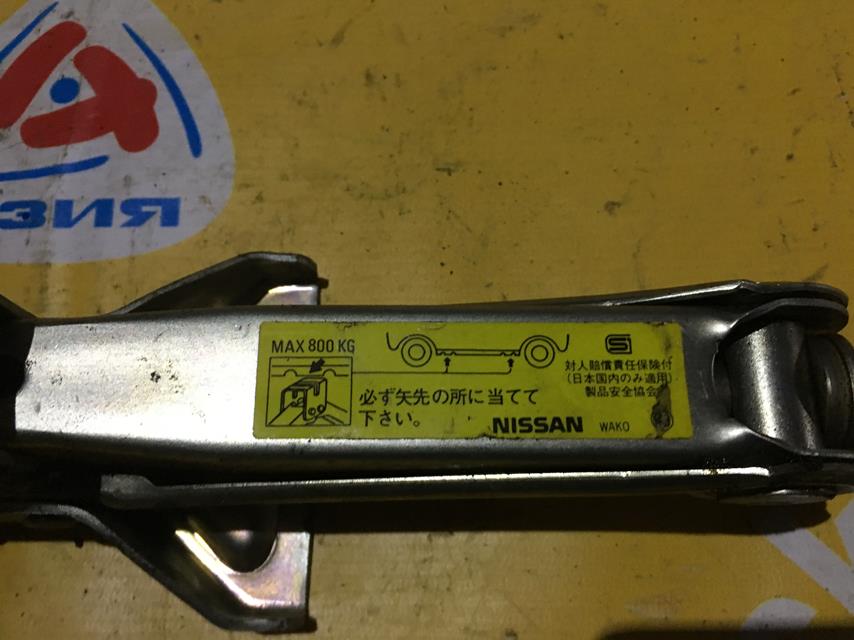 ЗИЯ
MAX 800 KG
必ず矢先の所に当てて
下さい。
NISSAN
WAKO
S
対人賠償責任保険付
(日本国内のみ適用)
製品安全協会